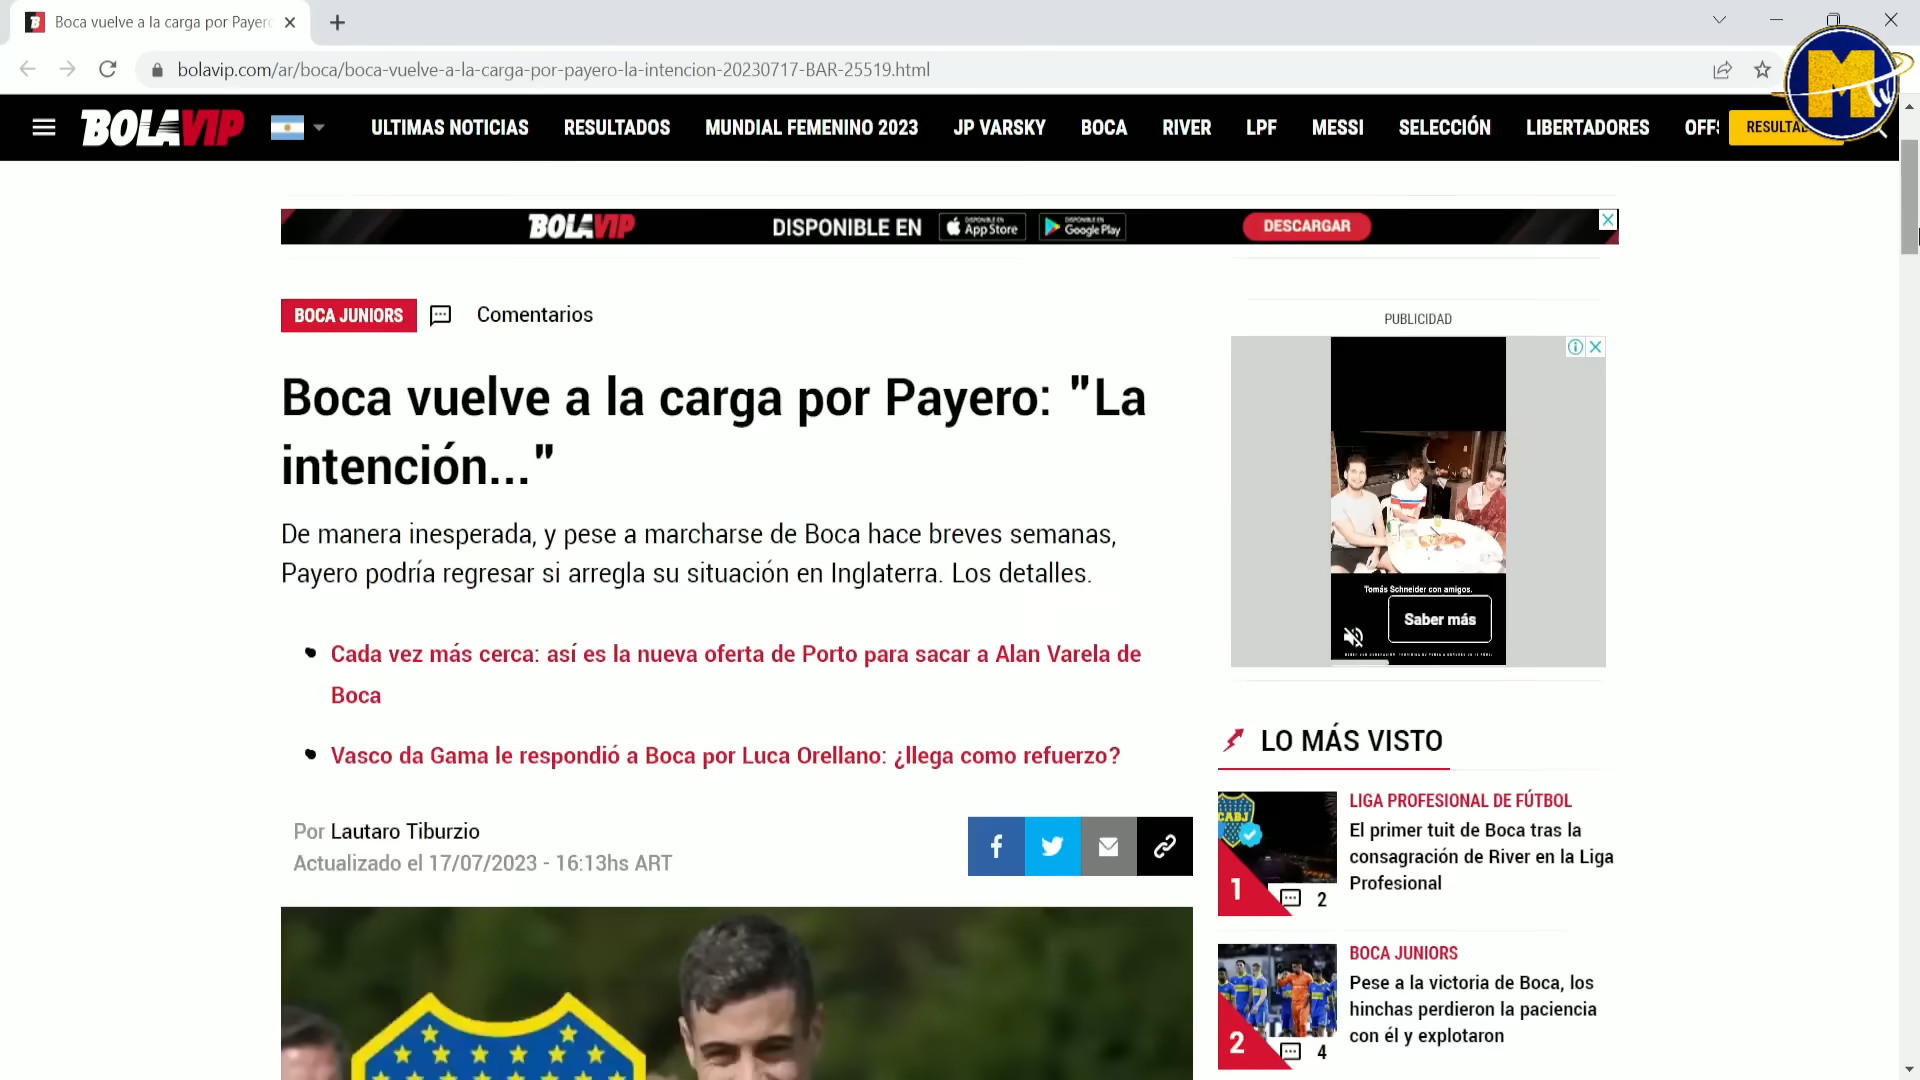 Boca vuelve a la carga por Payero
bolavip.com/ar/boca/boca-vuelve-a-la-carga-por-payero-la-intencion-20230717-BAR-25519.html
BOLAVIP
ULTIMAS NOTICIAS
RESULTADOS
MUNDIAL FEMENINO 2023
JP VARSKY
BOCA
RIVER
LPF
MESSI
SELECCIÓN
LIBERTADORES
OFFS
RESULTAD
M tv
BOLAVIP
DISPONIBLE EN
DISPONIBLE EN
App Store
DISPONIBLE EN
Google Play
DESCARGAR
BOCA JUNIORS
Comentarios
Boca vuelve a la carga por Payero: "La
intención..."
De manera inesperada, y pese a marcharse de Boca hace breves semanas,
Payero podría regresar si arregla su situación en Inglaterra. Los detalles.
Cada vez más cerca: así es la nueva oferta de Porto para sacar a Alan Varela de
Boca
Vasco da Gama le respondió a Boca por Luca Orellano: ¿llega como refuerzo?
Por Lautaro Tiburzio
Actualizado el 17/07/2023 - 16:13hs ART
PUBLICIDAD
Tomás Schneider con amigos.
Saber más
LO MÁS VISTO
CABJ
1
2
LIGA PROFESIONAL DE FÚTBOL
El primer tuit de Boca tras la
consagración de River en la Liga
Profesional
2
4
BOCA JUNIORS
Pese a la victoria de Boca, los
hinchas perdieron la paciencia
con él y explotaron